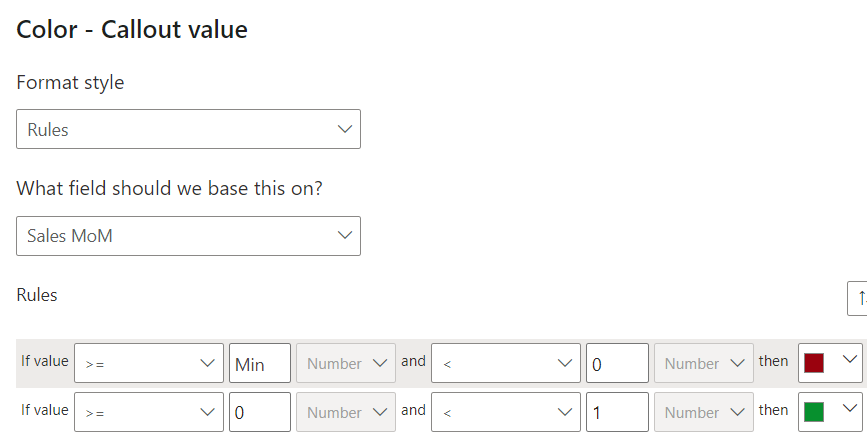 Color - Callout value
Format style
Rules
What field should we base this on?
Sales MoM
Rules
If value >= Min Number and < 0 Number then
If value >= 0 Number and < 1 Number then